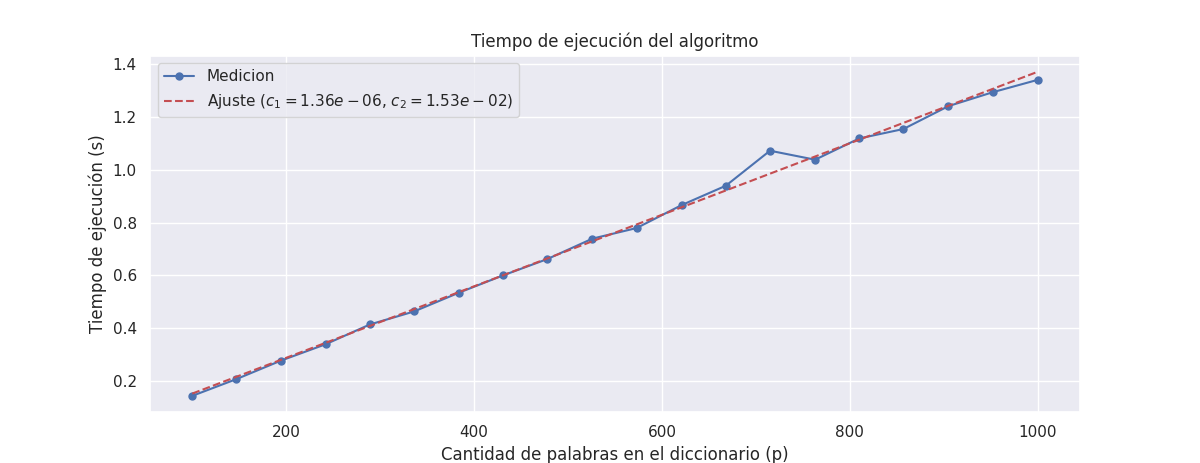 Tiempo de ejecución del algoritmo
Medicion
Ajuste (c₁ = 1.36e − 06, c₂ = 1.53e − 02)
Tiempo de ejecución (s)
1.4
1.2
1.0
0.8
0.6
0.4
0.2
200 400 600 800 1000
Cantidad de palabras en el diccionario (p)